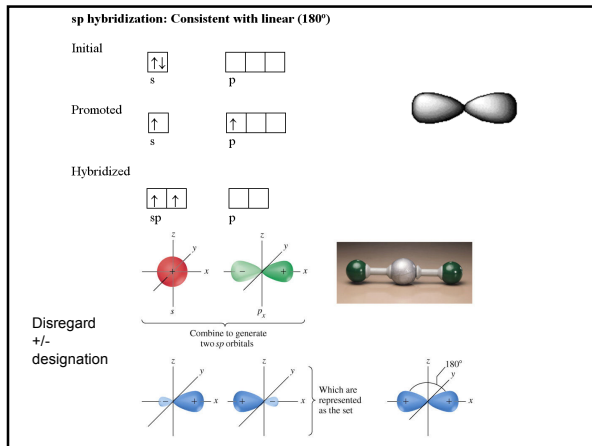 sp hybridization: Consistent with linear (180º)
Initial
↑↓
s p
Promoted
↑ ↑
s p
Hybridized
↑ ↑
sp p
z z
y y
+ x − + x
s pₓ
Combine to generate
two sp orbitals
Disregard
+/-
designation
z z z 180°
y y y
− + x + − x + + x
Which are
represented
as the set